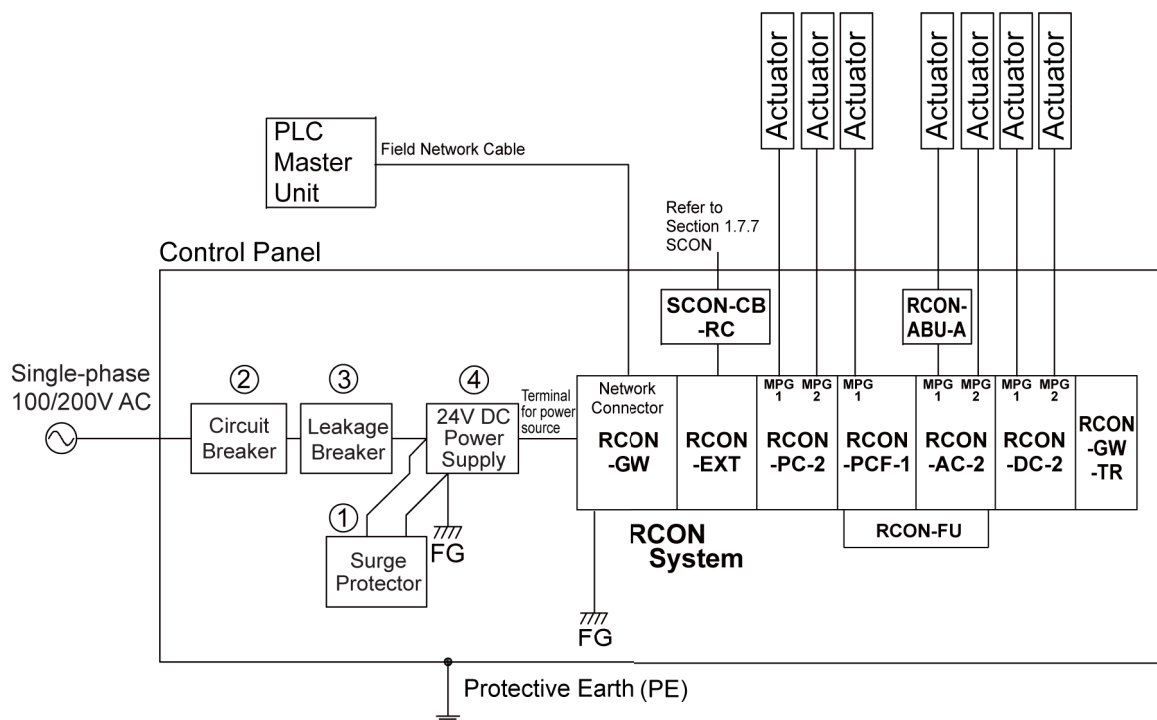 Actuator
Actuator
Actuator
Actuator
Actuator
Actuator
Actuator
PLC
Master
Unit
Field Network Cable
Refer to
Section 1.7.7
SCON
Control Panel
SCON-CB
-RC
RCON-
ABU-A
Single-phase
100/200V AC
②
Circuit
Breaker
③
Leakage
Breaker
④
24V DC
Power
Supply
Terminal
for power
source
Network
Connector
RCON
-GW
RCON
-EXT
MPG
1
MPG
2
RCON
-PC-2
MPG
1
RCON
-PCF-1
MPG
1
MPG
2
RCON
-AC-2
MPG
1
MPG
2
RCON
-DC-2
RCON
-GW
-TR
①
Surge
Protector
FG
RCON
System
RCON-FU
FG
Protective Earth (PE)